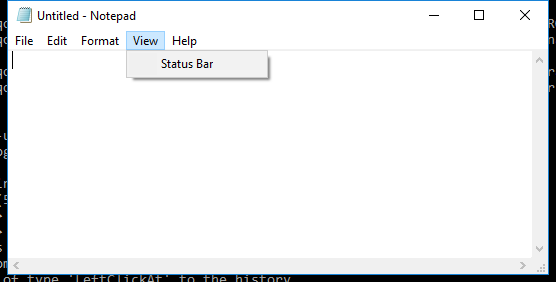 Untitled - Notepad
File Edit Format View Help
Status Bar
of type 'LeftClickAt' to the history